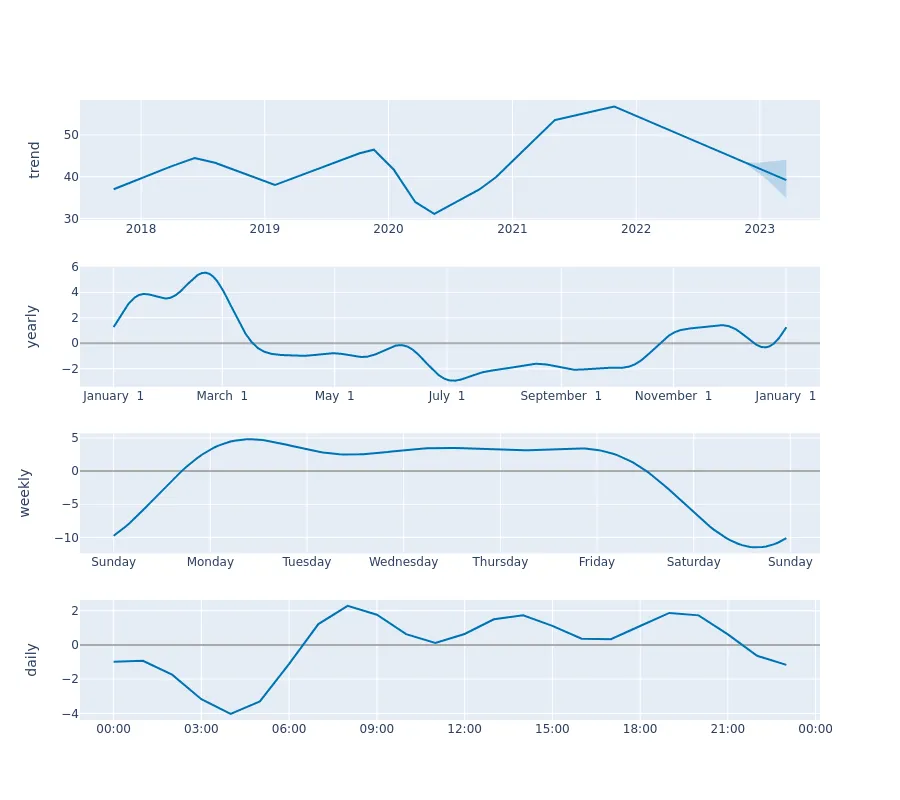 trend
50
40
30
2018 2019 2020 2021 2022 2023
yearly
6
4
2
0
−2
January 1 March 1 May 1 July 1 September 1 November 1 January 1
weekly
5
0
−5
−10
Sunday Monday Tuesday Wednesday Thursday Friday Saturday Sunday
daily
2
0
−2
−4
00:00 03:00 06:00 09:00 12:00 15:00 18:00 21:00 00:00